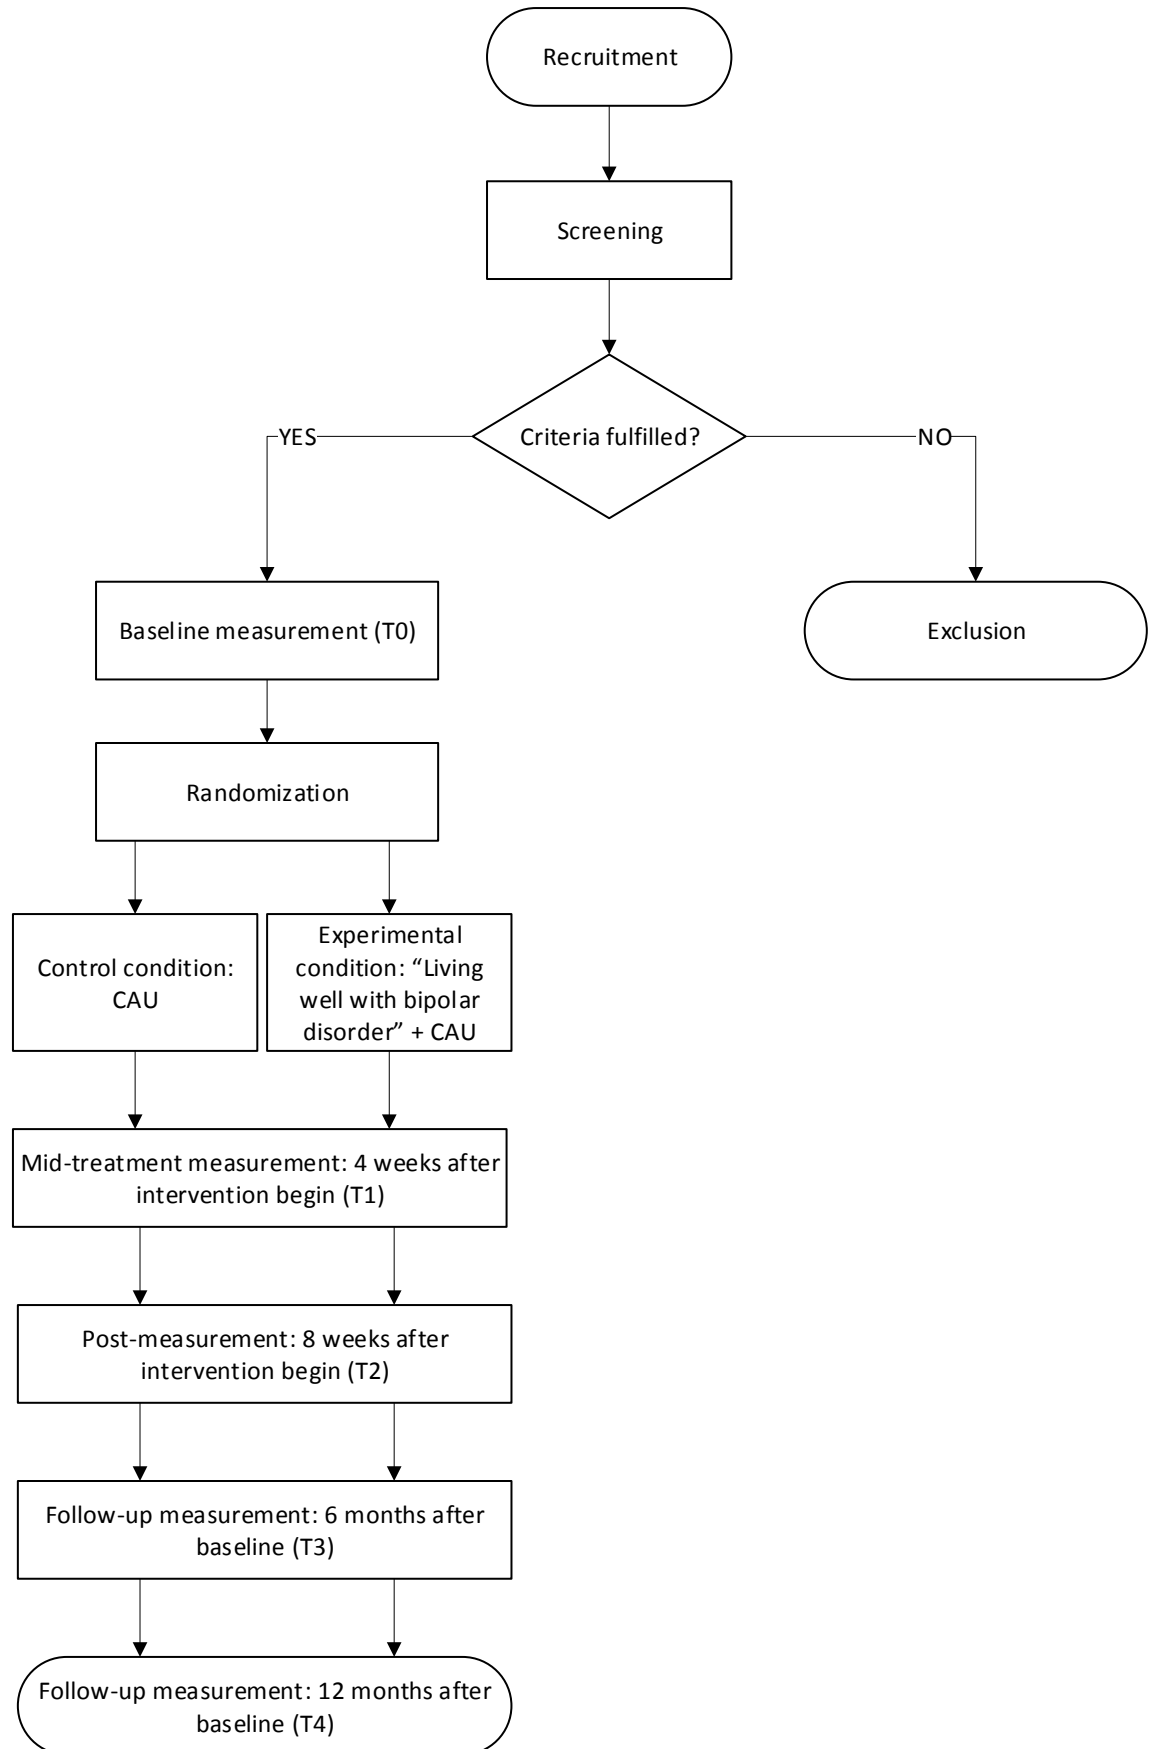 Recruitment
Screening
Criteria fulfilled?
YES
NO
Baseline measurement (T0)
Exclusion
Randomization
Control condition:
CAU
Experimental
condition: “Living
well with bipolar
disorder” + CAU
Mid-treatment measurement: 4 weeks after
intervention begin (T1)
Post-measurement: 8 weeks after
intervention begin (T2)
Follow-up measurement: 6 months after
baseline (T3)
Follow-up measurement: 12 months after
baseline (T4)